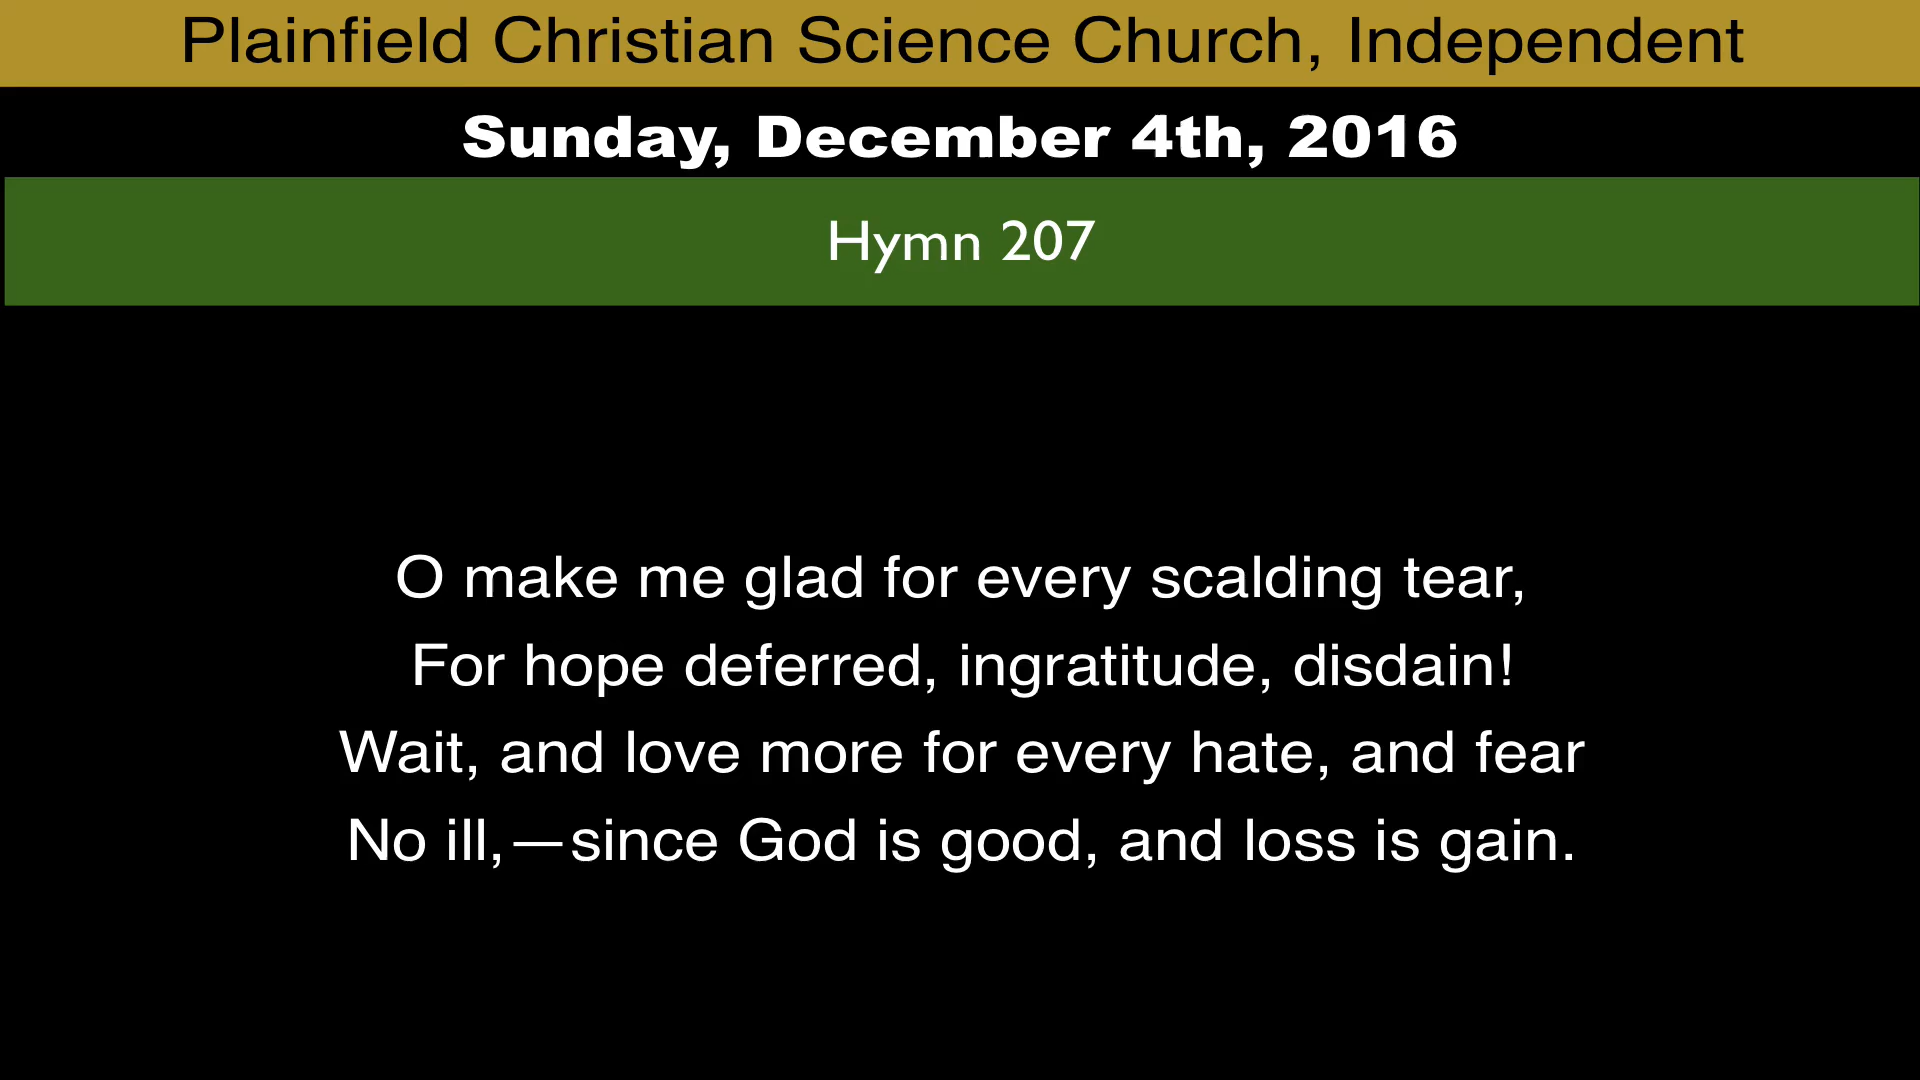 Plainfield Christian Science Church, Independent
Sunday, December 4th, 2016
Hymn 207
O make me glad for every scalding tear,
For hope deferred, ingratitude, disdain!
Wait, and love more for every hate, and fear
No ill,—since God is good, and loss is gain.